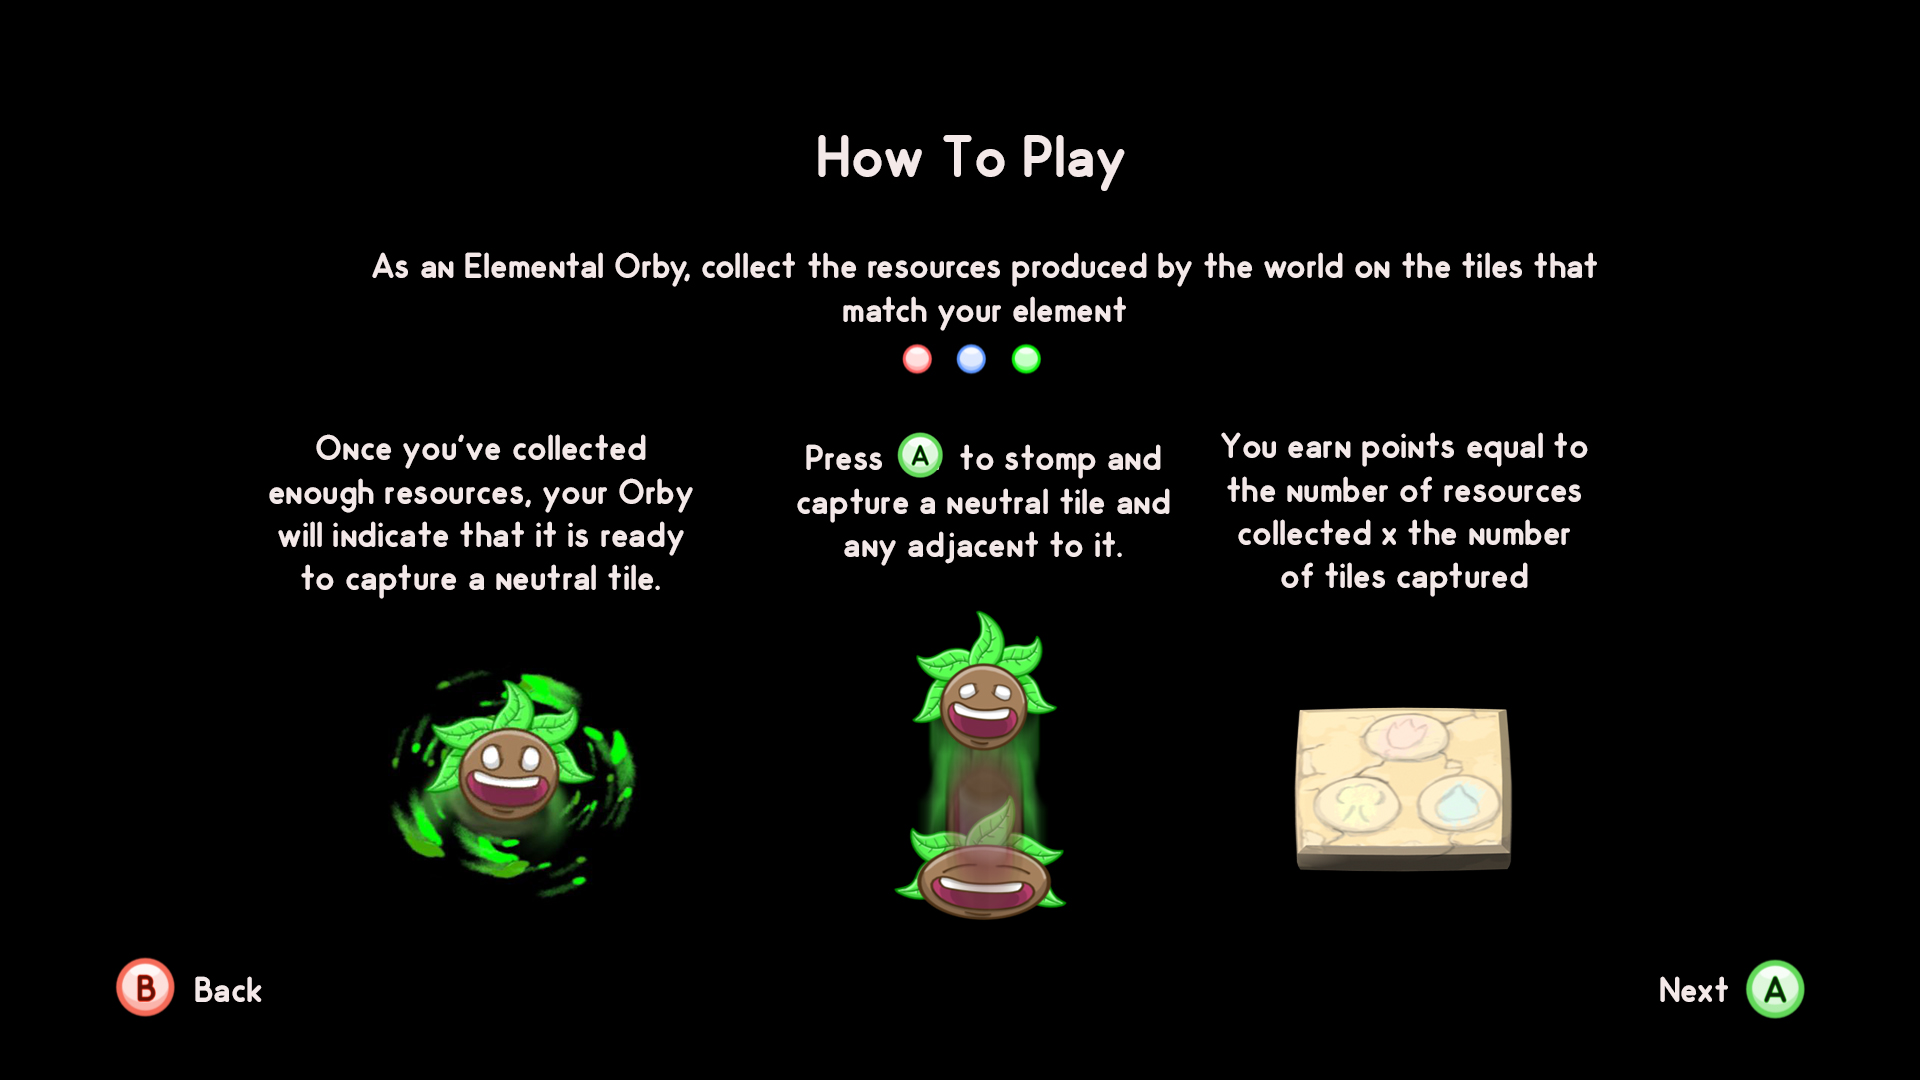 How To Play
As an Elemental Orby, collect the resources produced by the world on the tiles that
match your element
Once you've collected
enough resources, your Orby
will indicate that it is ready
to capture a neutral tile.
Press A to stomp and
capture a neutral tile and
any adjacent to it.
You earn points equal to
the number of resources
collected x the number
of tiles captured
B Back
Next A